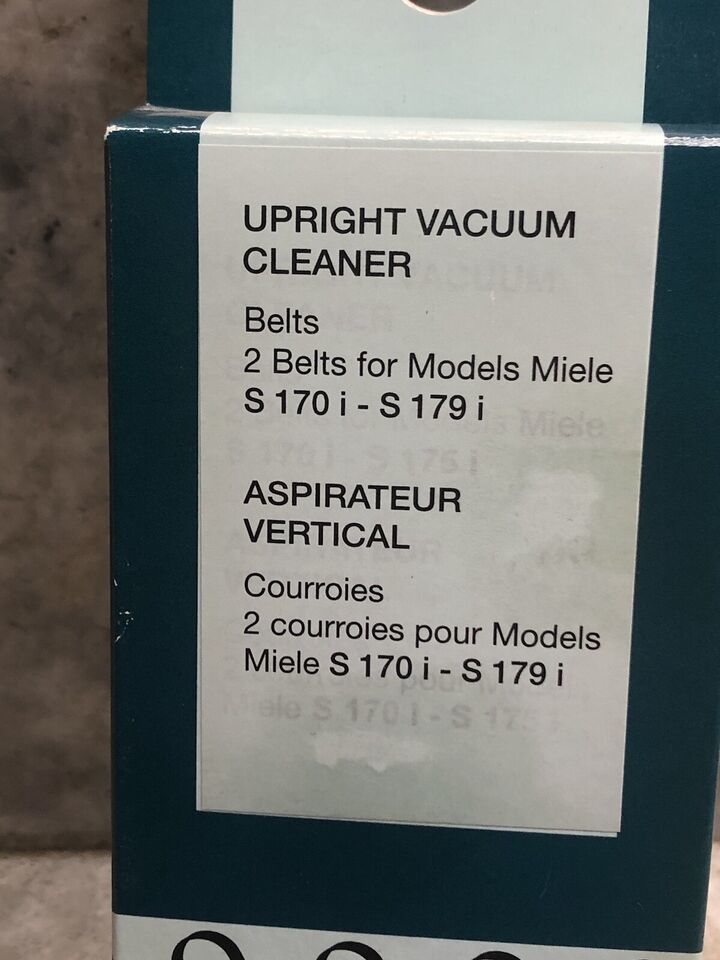 UPRIGHT VACUUM
CLEANER
Belts
2 Belts for Models Miele
S 170 i - S 179 i
ASPIRATEUR
VERTICAL
Courroies
2 courroies pour Models
Miele S 170 i - S 179 i